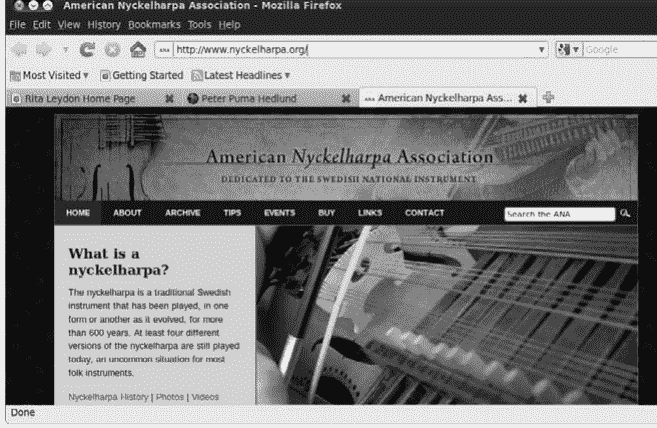 American Nyckelharpa Association - Mozilla Firefox
File Edit View History Bookmarks Tools Help
ANA http://www.nyckelharpa.org/ Google
Most Visited Getting Started Latest Headlines
Rita Leydon Home Page Peter Puma Hedlund ANA American Nyckelharpa Ass...
American Nyckelharpa Association
DEDICATED TO THE SWEDISH NATIONAL INSTRUMENT
HOME ABOUT ARCHIVE TIPS EVENTS BUY LINKS CONTACT Search the ANA
What is a
nyckelharpa?
The nyckelharpa is a traditional Swedish
instrument that has been played, in one
form or another as it evolved, for more
than 600 years. At least four different
versions of the nyckelharpa are still played
today, an uncommon situation for most
folk instruments.
Nyckelharpa History | Photos | Videos
Done